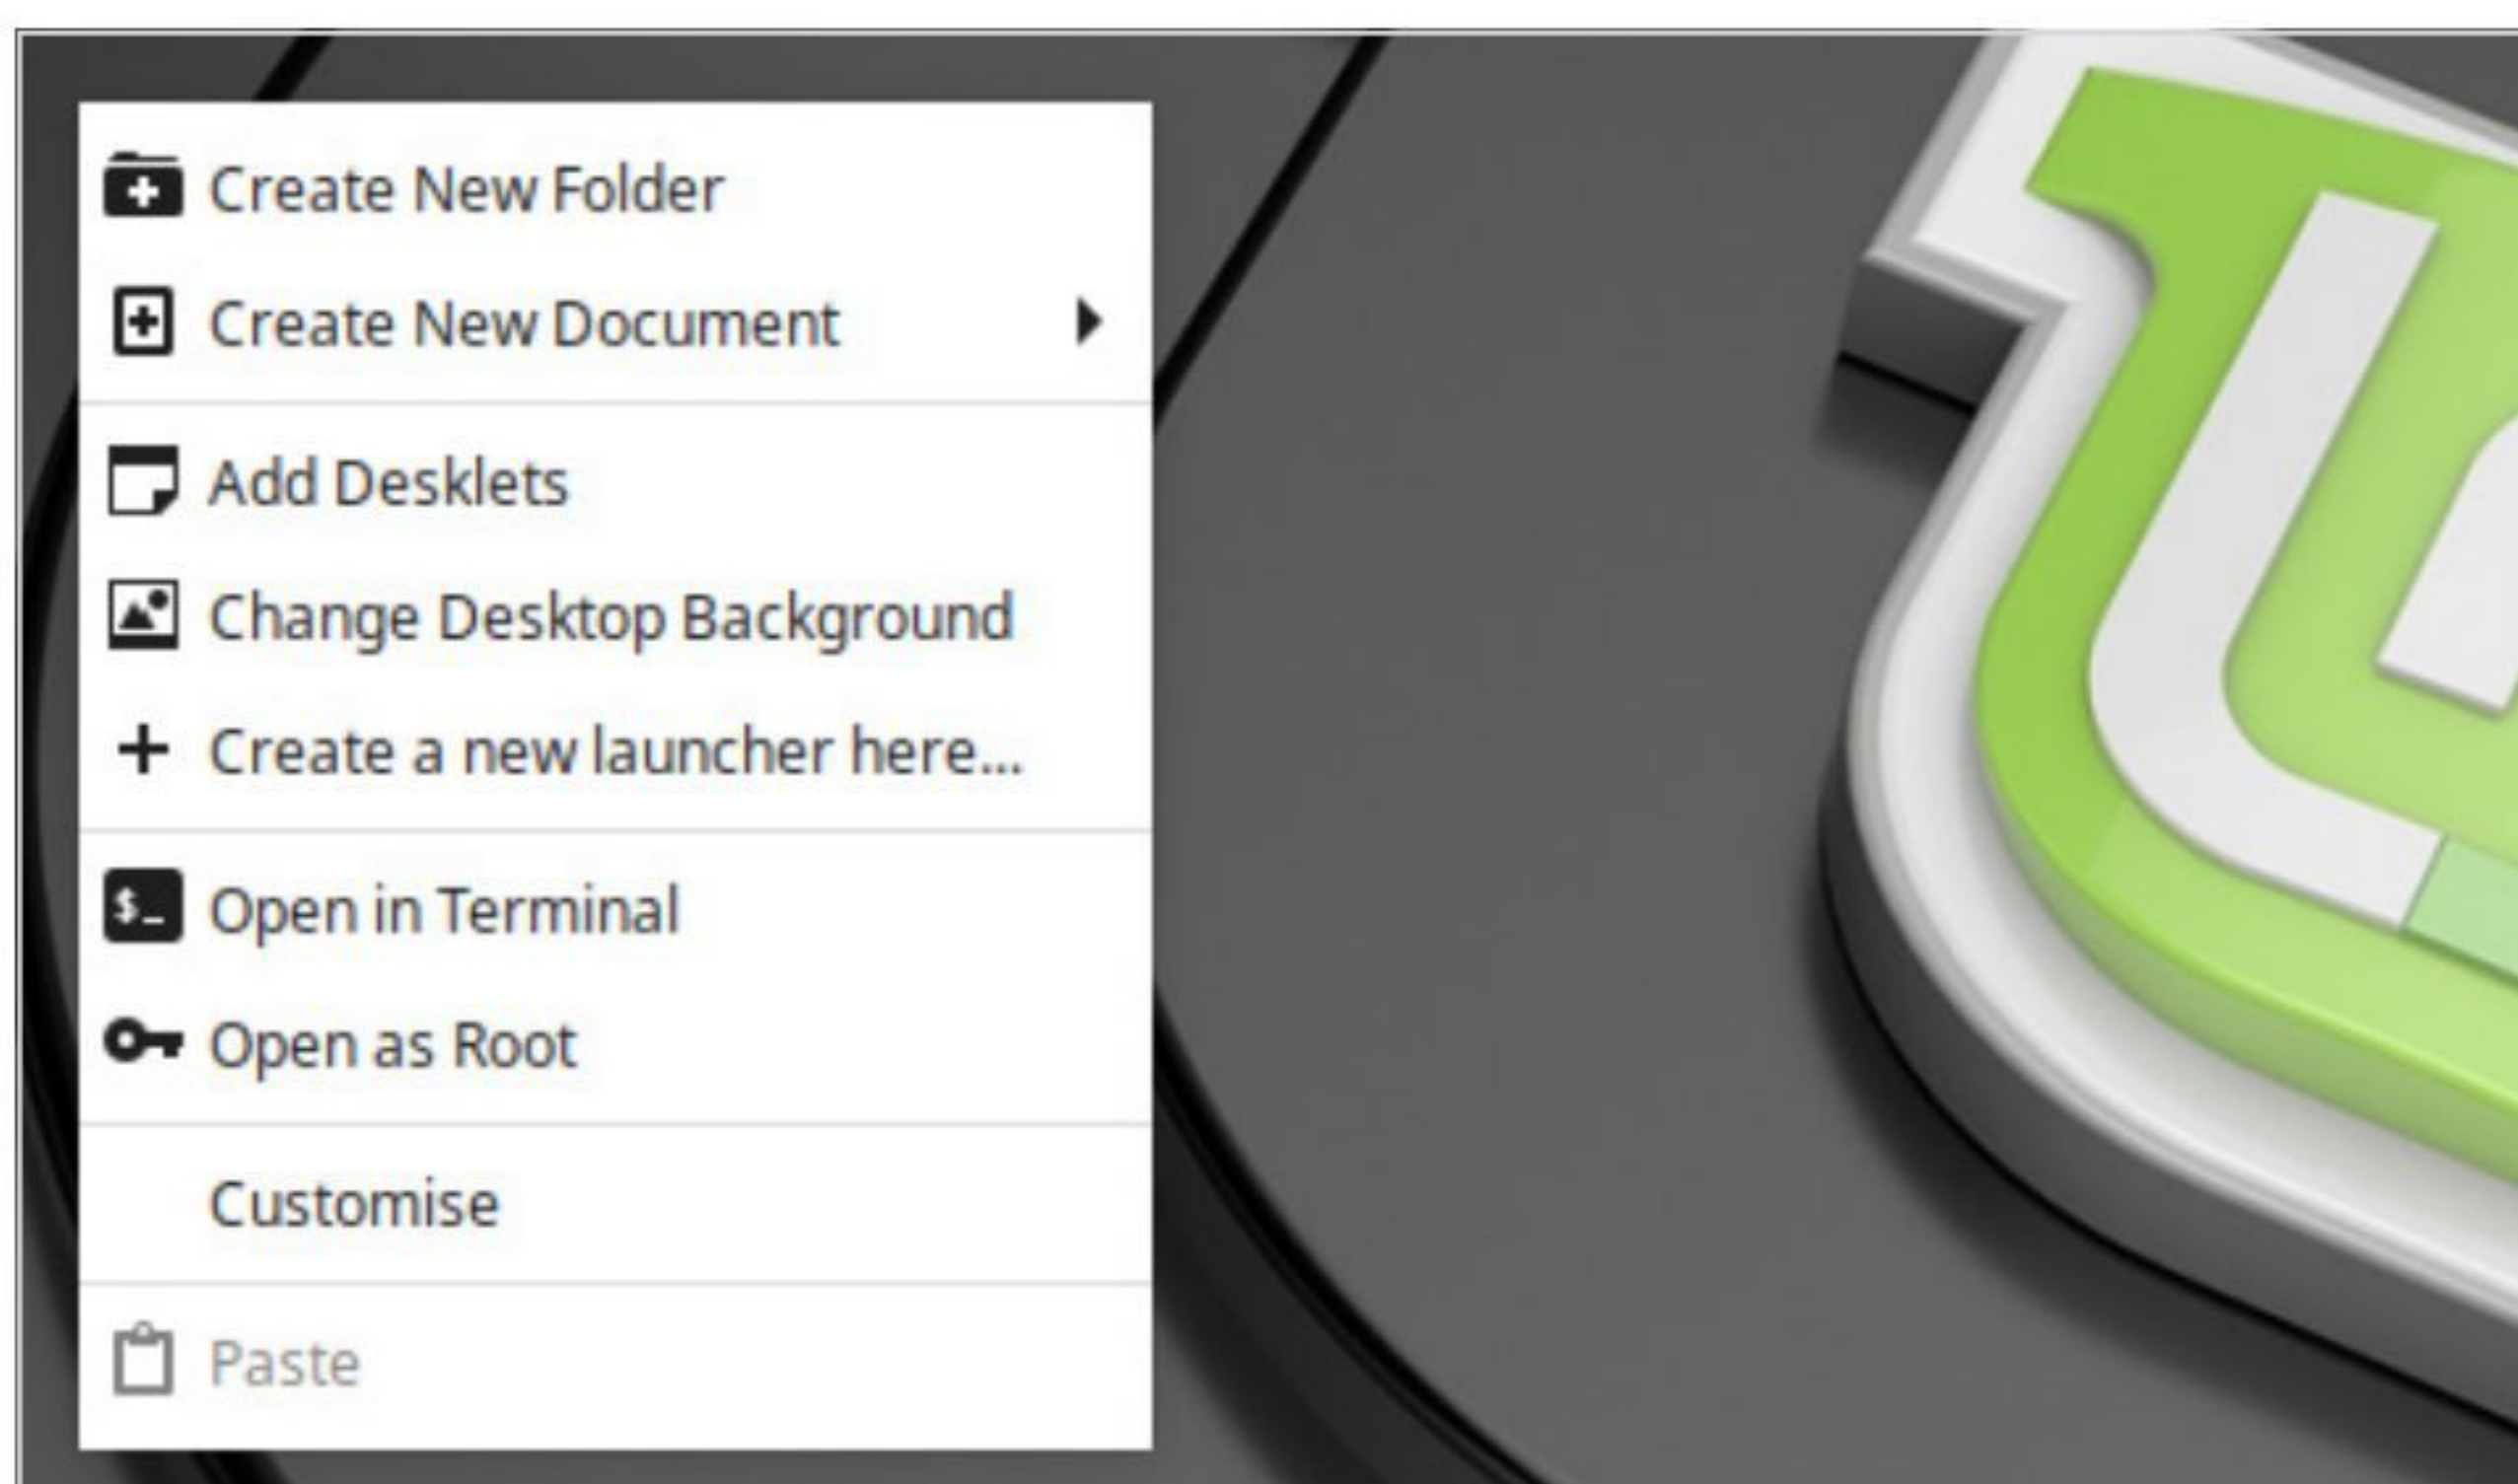 Create New Folder
Create New Document
Add Desklets
Change Desktop Background
Create a new launcher here...
$_ Open in Terminal
Open as Root
Customise
Paste